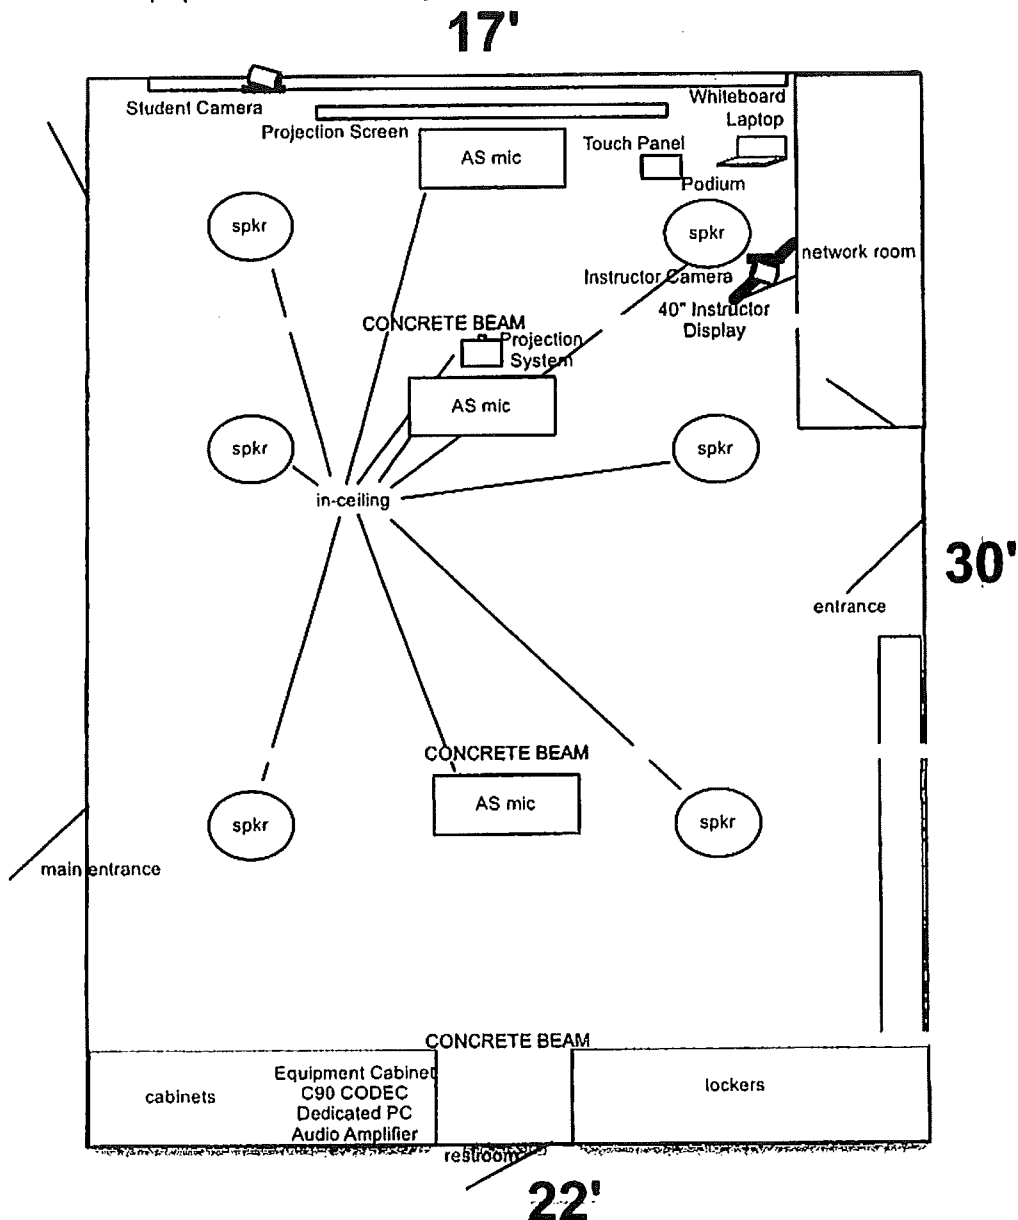 17'
Student Camera
Whiteboard
Laptop
Projection Screen
AS mic
Touch Panel
Podium
spkr
spkr
network room
Instructor Camera
40" Instructor
Display
CONCRETE BEAM
Projection
System
AS mic
spkr
spkr
in-ceiling
30'
entrance
CONCRETE BEAM
AS mic
spkr
spkr
main entrance
CONCRETE BEAM
cabinets
Equipment Cabinet
C90 CODEC
Dedicated PC
Audio Amplifier
lockers
restroom
22'